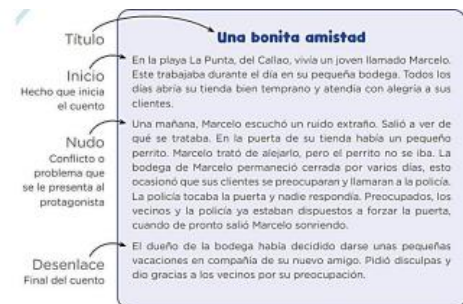 Título
Una bonita amistad
Inicio
Hecho que inicia
el cuento
En la playa La Punta, del Callao, vivía un joven llamado Marcelo.
Este trabajaba durante el día en su pequeña bodega. Todos los
días abría su tienda bien temprano y atendía con alegría a sus
clientes.
Nudo
Conflicto o
problema que
se le presenta al
protagonista
Una mañana, Marcelo escuchó un ruido extraño. Salió a ver de
qué se trataba. En la puerta de su tienda había un pequeño
perrito. Marcelo trató de alejarlo, pero el perrito no se iba. La
bodega de Marcelo permaneció cerrada por varios días, esto
ocasionó que sus clientes se preocuparan y llamaran a la policía.
La policía tocaba la puerta y nadie respondía. Preocupados, los
vecinos y la policía ya estaban dispuestos a forzar la puerta,
cuando de pronto salió Marcelo sonriendo.
Desenlace
Final del cuento
El dueño de la bodega había decidido darse unas pequeñas
vacaciones en compañía de su nuevo amigo. Pidió disculpas y
dio gracias a los vecinos por su preocupación.